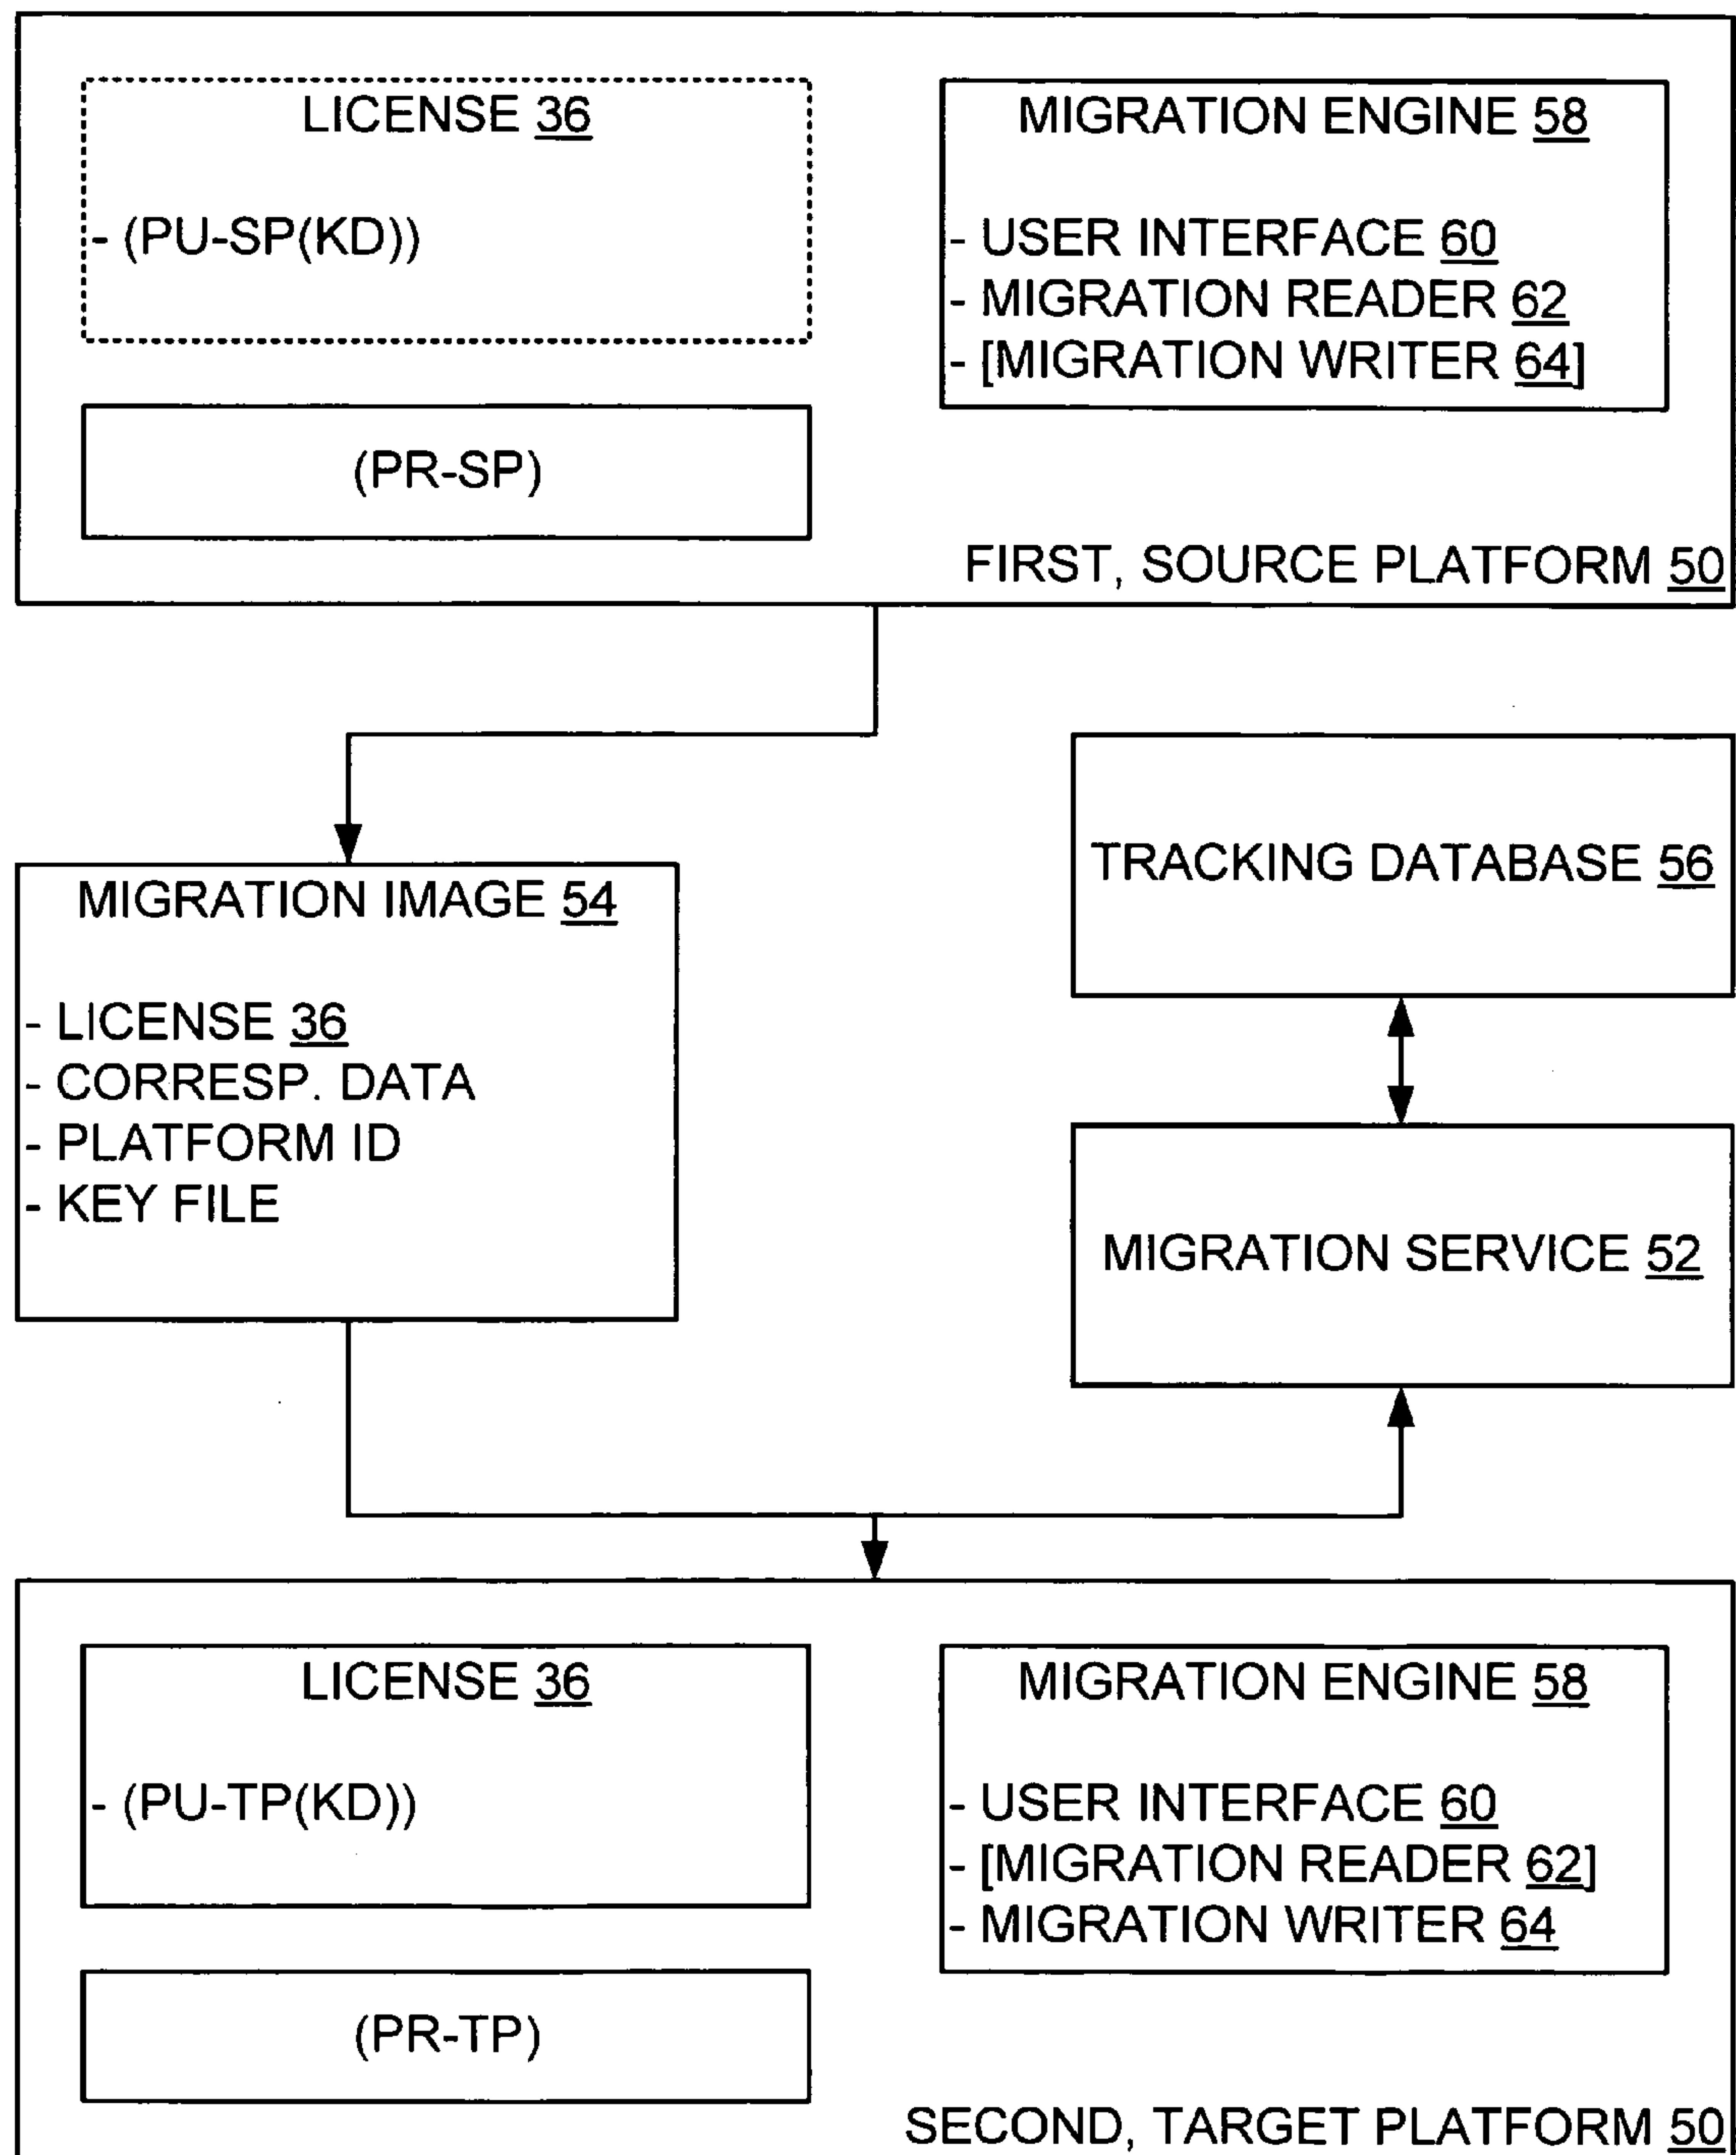 LICENSE 36
- (PU-SP(KD))
(PR-SP)
MIGRATION ENGINE 58
- USER INTERFACE 60
- MIGRATION READER 62
- [MIGRATION WRITER 64]
FIRST, SOURCE PLATFORM 50
MIGRATION IMAGE 54
- LICENSE 36
- CORRESP. DATA
- PLATFORM ID
- KEY FILE
TRACKING DATABASE 56
MIGRATION SERVICE 52
LICENSE 36
- (PU-TP(KD))
(PR-TP)
MIGRATION ENGINE 58
- USER INTERFACE 60
- [MIGRATION READER 62]
- MIGRATION WRITER 64
SECOND, TARGET PLATFORM 50